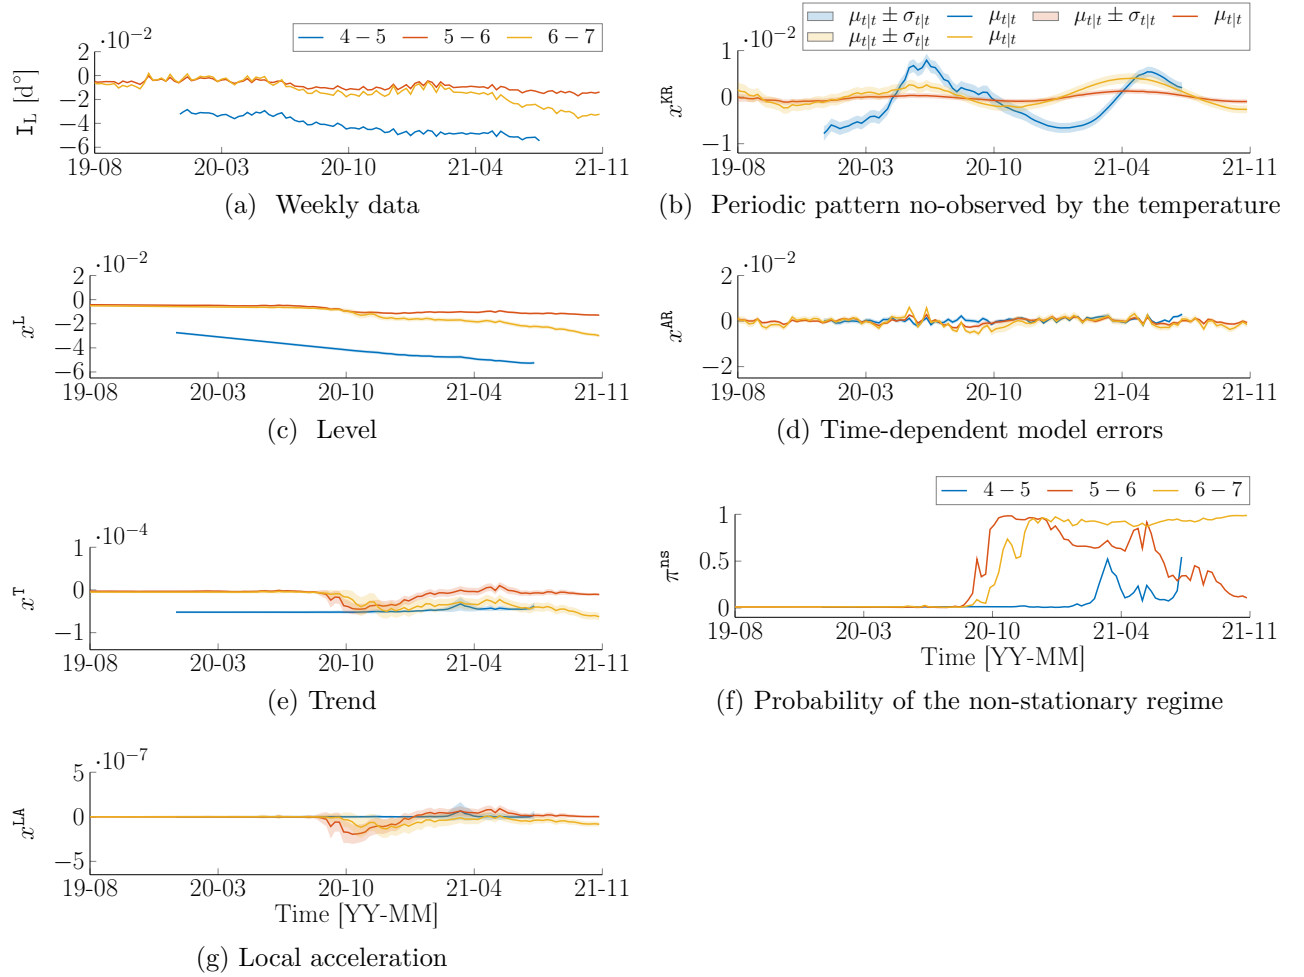 ·10⁻²
4 − 5 5 − 6 6 − 7
I_L [d°]
2
0
−2
−4
−6
19-08 20-03 20-10 21-04 21-11
(a) Weekly data
μ_{t|t} ± σ_{t|t} μ_{t|t} μ_{t|t} ± σ_{t|t} μ_{t|t}
μ_{t|t} ± σ_{t|t} μ_{t|t}
·10⁻²
x^{KR}
1
0
−1
19-08 20-03 20-10 21-04 21-11
(b) Periodic pattern no-observed by the temperature
·10⁻²
x^L
2
0
−2
−4
−6
19-08 20-03 20-10 21-04 21-11
(c) Level
·10⁻²
x^{AR}
2
0
−2
19-08 20-03 20-10 21-04 21-11
(d) Time-dependent model errors
·10⁻⁴
x^T
1
0
−1
19-08 20-03 20-10 21-04 21-11
(e) Trend
4 − 5 5 − 6 6 − 7
π^{ns}
1
0.5
0
19-08 20-03 20-10 21-04 21-11
Time [YY-MM]
(f) Probability of the non-stationary regime
·10⁻⁷
x^{LA}
5
0
−5
19-08 20-03 20-10 21-04 21-11
Time [YY-MM]
(g) Local acceleration